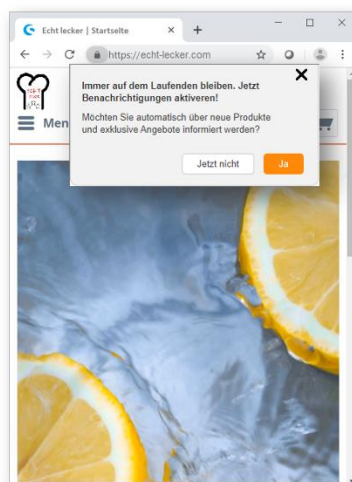 Echt lecker | Startseite
https://echt-lecker.com
Immer auf dem Laufenden bleiben. Jetzt
Benachrichtigungen aktiveren!
Möchten Sie automatisch über neue Produkte
und exklusive Angebote informiert werden?
Jetzt nicht
Ja
Men